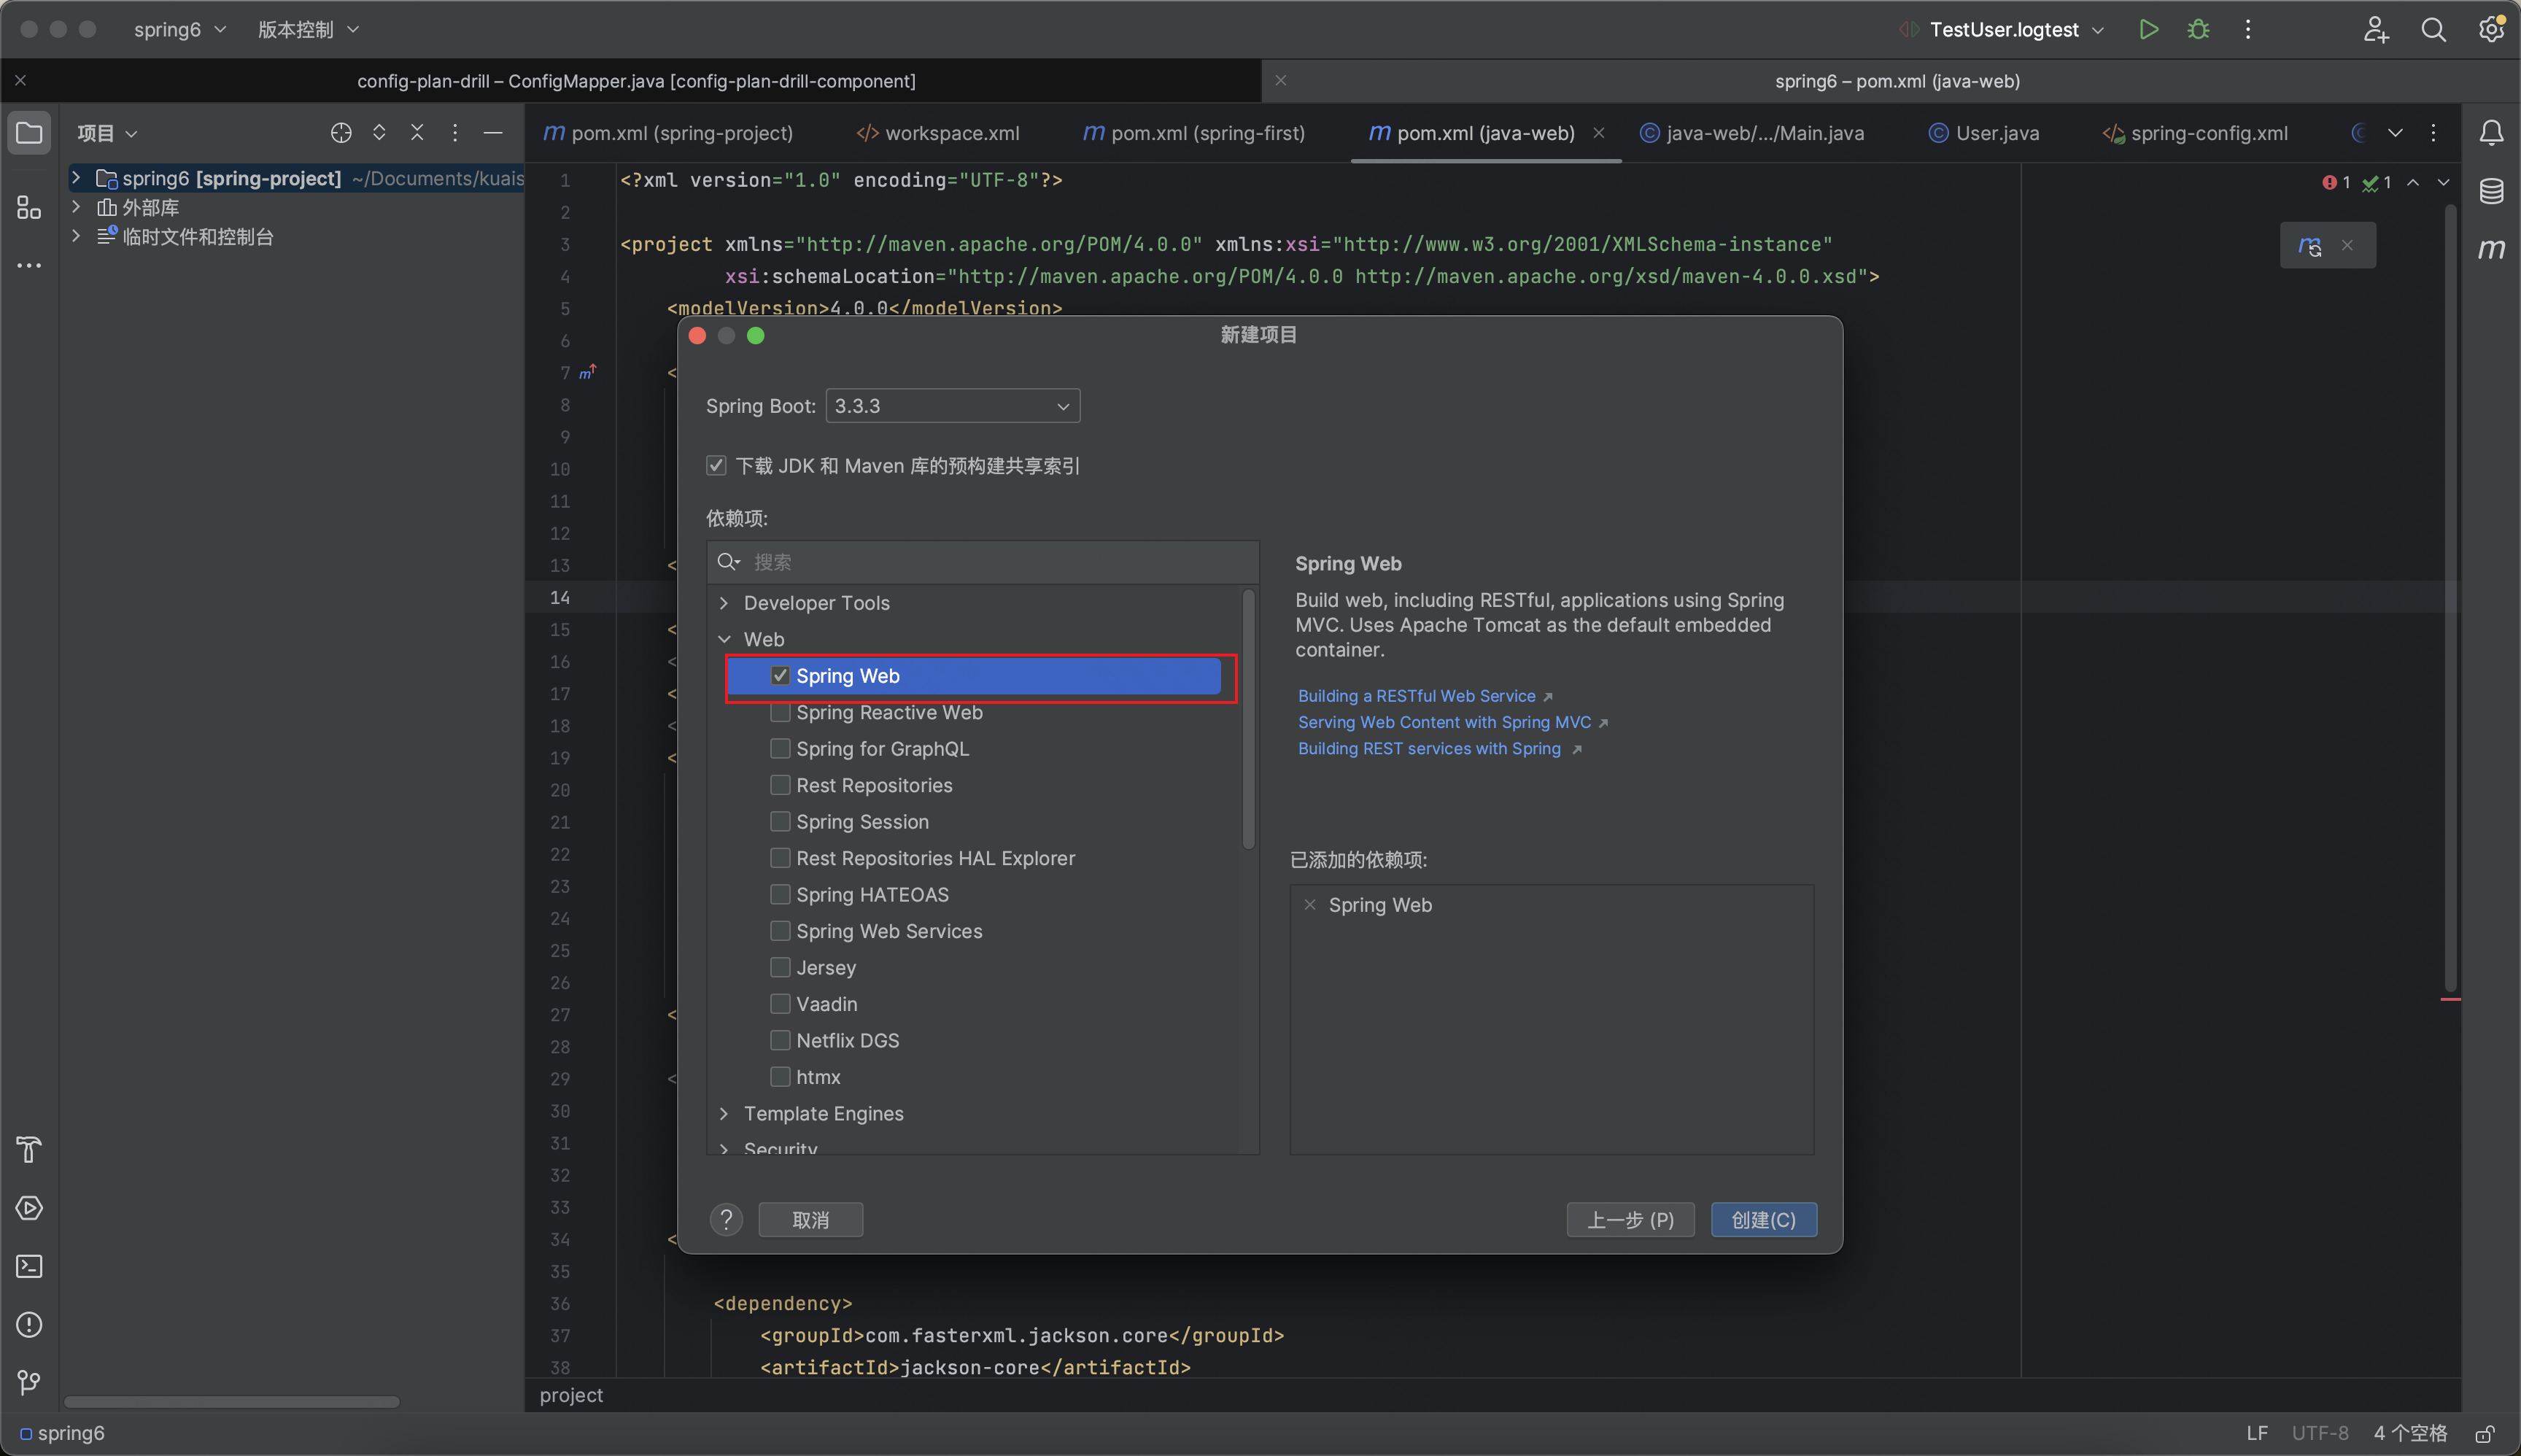 spring6
版本控制
TestUser.logtest
config-plan-drill – ConfigMapper.java [config-plan-drill-component]
spring6 – pom.xml (java-web)
项目
pom.xml (spring-project)
workspace.xml
pom.xml (spring-first)
pom.xml (java-web)
java-web/.../Main.java
User.java
spring-config.xml
spring6 [spring-project] ~/Documents/kuais
外部库
临时文件和控制台
1 <?xml version="1.0" encoding="UTF-8"?>
1 1
2
3 <project xmlns="http://maven.apache.org/POM/4.0.0" xmlns:xsi="http://www.w3.org/2001/XMLSchema-instance"
4 xsi:schemaLocation="http://maven.apache.org/POM/4.0.0 http://maven.apache.org/xsd/maven-4.0.0.xsd">
5 <modelVersion>4.0.0</modelVersion>
6
7 <
8
9
10
11
12
13 <
14
15 <
16 <
17 <
18 <
19 <
20
21
22
23
24
25
26
27 <
28
29 <
30
31
32
33
34 <
35
36 <dependency>
37 <groupId>com.fasterxml.jackson.core</groupId>
38 <artifactId>jackson-core</artifactId>
新建项目
Spring Boot: 3.3.3
下载 JDK 和 Maven 库的预构建共享索引
依赖项:
搜索
Developer Tools
Web
Spring Web
Spring Reactive Web
Spring for GraphQL
Rest Repositories
Spring Session
Rest Repositories HAL Explorer
Spring HATEOAS
Spring Web Services
Jersey
Vaadin
Netflix DGS
htmx
Template Engines
Security
Spring Web
Build web, including RESTful, applications using Spring
MVC. Uses Apache Tomcat as the default embedded
container.
Building a RESTful Web Service
Serving Web Content with Spring MVC
Building REST services with Spring
已添加的依赖项:
Spring Web
?
取消
上一步 (P)
创建(C)
project
spring6
LF
UTF-8
4 个空格